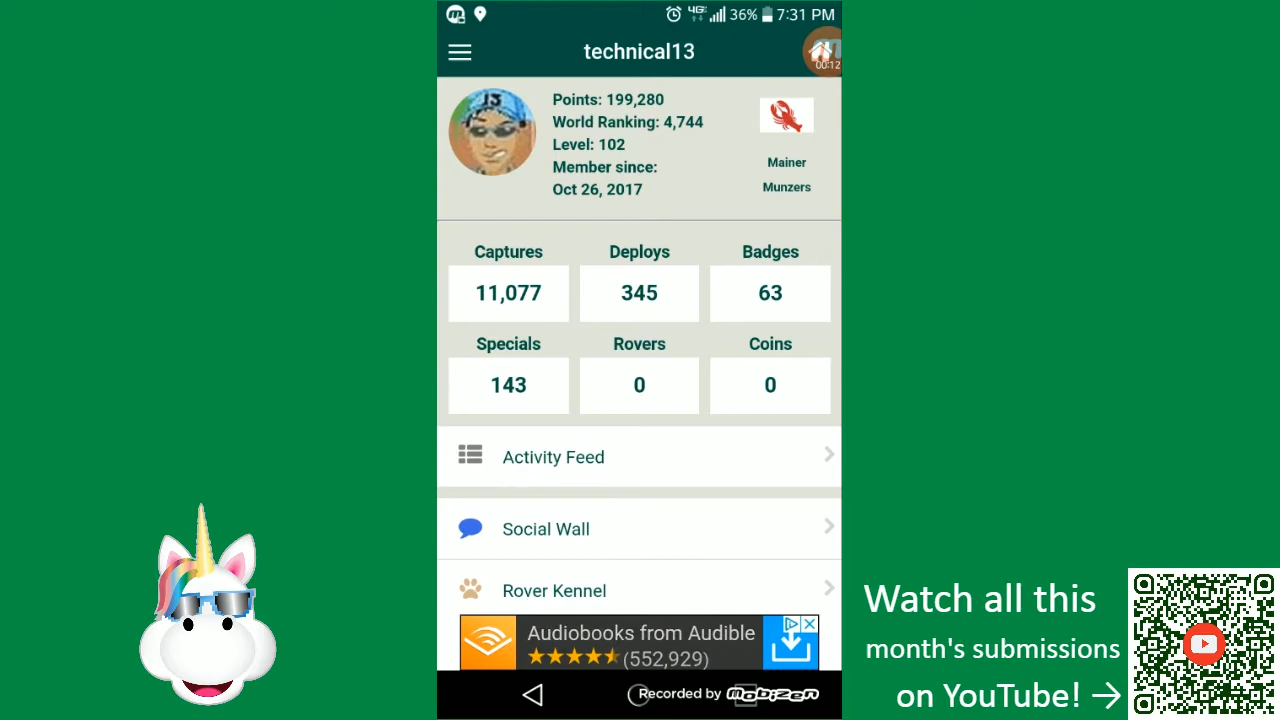 4G 36% 7:31 PM
technical13
00:12
13
Points: 199,280
World Ranking: 4,744
Level: 102
Member since:
Oct 26, 2017
Mainer
Munzers
Captures Deploys Badges
11,077 345 63
Specials Rovers Coins
143 0 0
Activity Feed
Social Wall
Rover Kennel
Audiobooks from Audible
(552,929)
Recorded by Mobizen
Watch all this
month's submissions
on YouTube! →